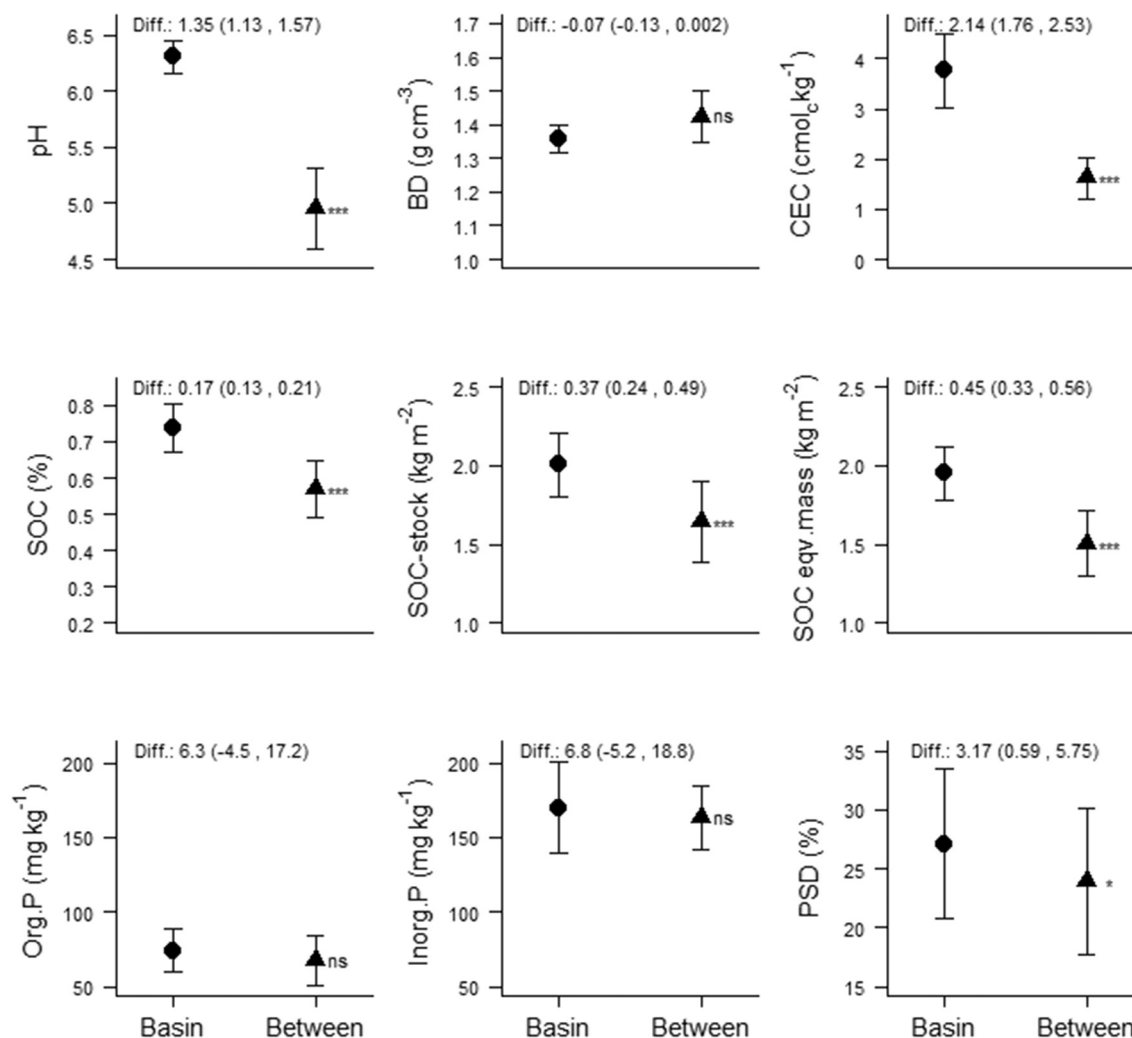 Diff.: 1.35 (1.13 , 1.57)
6.5
6.0
5.5
5.0
4.5
pH
***
Diff.: -0.07 (-0.13 , 0.002)
1.7
1.6
1.5
1.4
1.3
1.2
1.1
1.0
BD (g cm⁻³)
ns
Diff.: 2.14 (1.76 , 2.53)
4
3
2
1
0
CEC (cmol꜀kg⁻¹)
***
Diff.: 0.17 (0.13 , 0.21)
0.8
0.7
0.6
0.5
0.4
0.3
0.2
SOC (%)
***
Diff.: 0.37 (0.24 , 0.49)
2.5
2.0
1.5
1.0
SOC-stock (kg m⁻²)
***
Diff.: 0.45 (0.33 , 0.56)
2.5
2.0
1.5
1.0
SOC eqv.mass (kg m⁻²)
***
Diff.: 6.3 (-4.5 , 17.2)
200
150
100
50
Org.P (mg kg⁻¹)
ns
Basin Between
Diff.: 6.8 (-5.2 , 18.8)
200
150
100
50
Inorg.P (mg kg⁻¹)
ns
Basin Between
Diff.: 3.17 (0.59 , 5.75)
35
30
25
20
15
PSD (%)
*
Basin Between